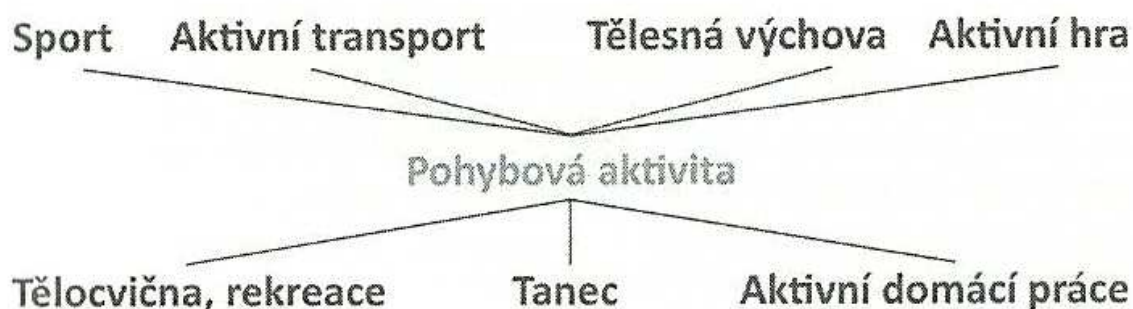 Sport Aktivní transport Tělesná výchova Aktivní hra
Pohybová aktivita
Tělocvična, rekreace Tanec Aktivní domácí práce